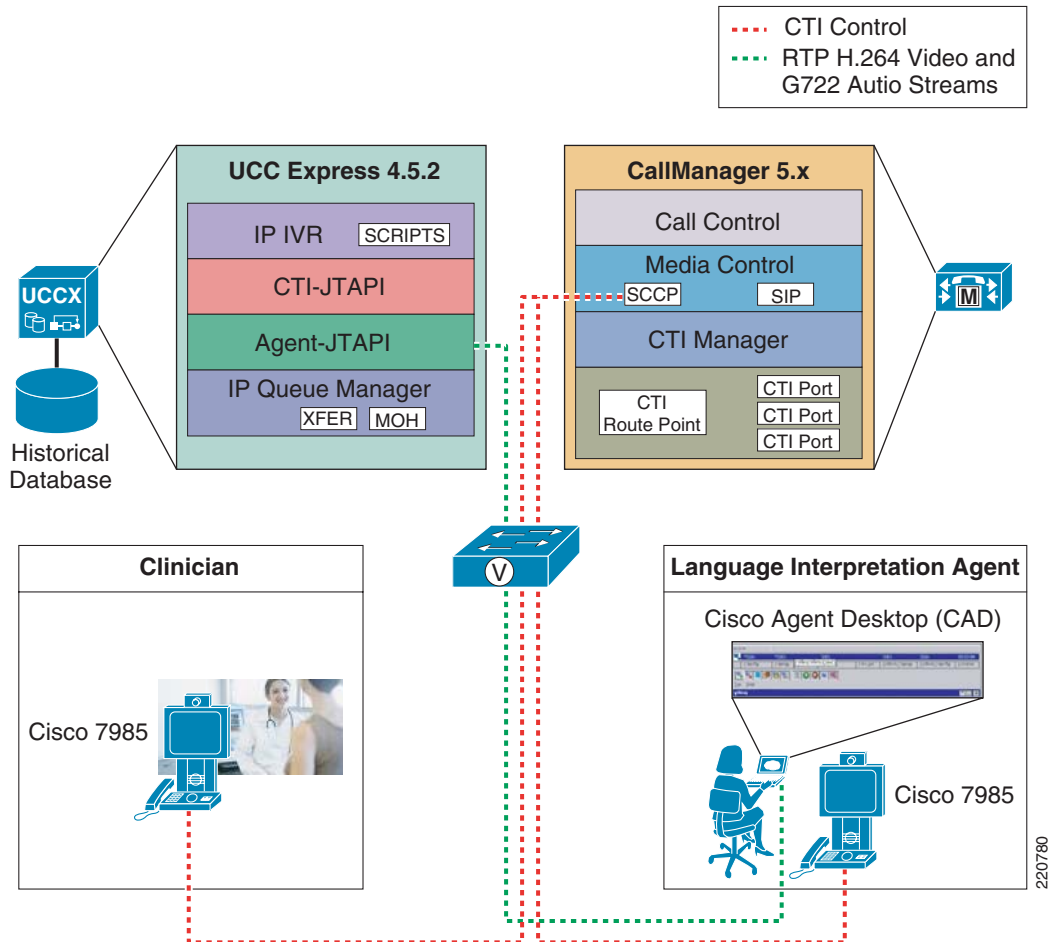 CTI Control
RTP H.264 Video and
G722 Autio Streams
UCC Express 4.5.2
IP IVR
SCRIPTS
CTI-JTAPI
Agent-JTAPI
IP Queue Manager
XFER
MOH
UCCX
Historical
Database
CallManager 5.x
Call Control
Media Control
SCCP
SIP
CTI Manager
CTI
Route Point
CTI Port
CTI Port
CTI Port
M
V
Clinician
Cisco 7985
Language Interpretation Agent
Cisco Agent Desktop (CAD)
Cisco 7985
220780